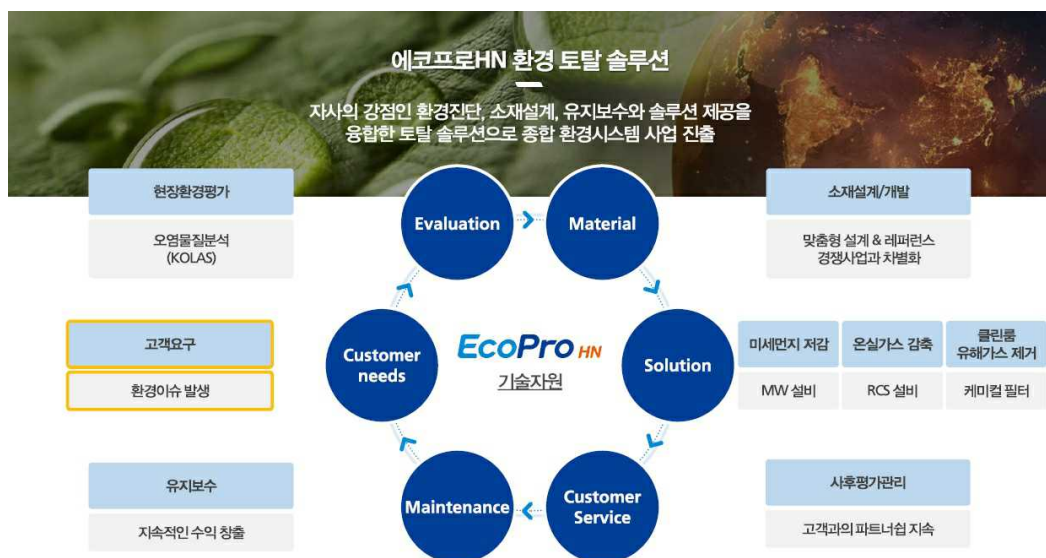 에코프로HN 환경 토탈 솔루션
자사의 강점인 환경진단, 소재설계, 유지보수와 솔루션 제공을
융합한 토탈 솔루션으로 종합 환경시스템 사업 진출
현장환경평가
오염물질분석
(KOLAS)
Evaluation
Material
소재설계/개발
맞춤형 설계 & 레퍼런스
경쟁사업과 차별화
고객요구
환경이슈 발생
Customer
needs
EcoPro HN
기술자원
Solution
미세먼지 저감
MW 설비
온실가스 감축
RCS 설비
클린룸
유해가스 제거
케미컬 필터
유지보수
지속적인 수익 창출
Maintenance
Customer
Service
사후평가관리
고객과의 파트너쉽 지속